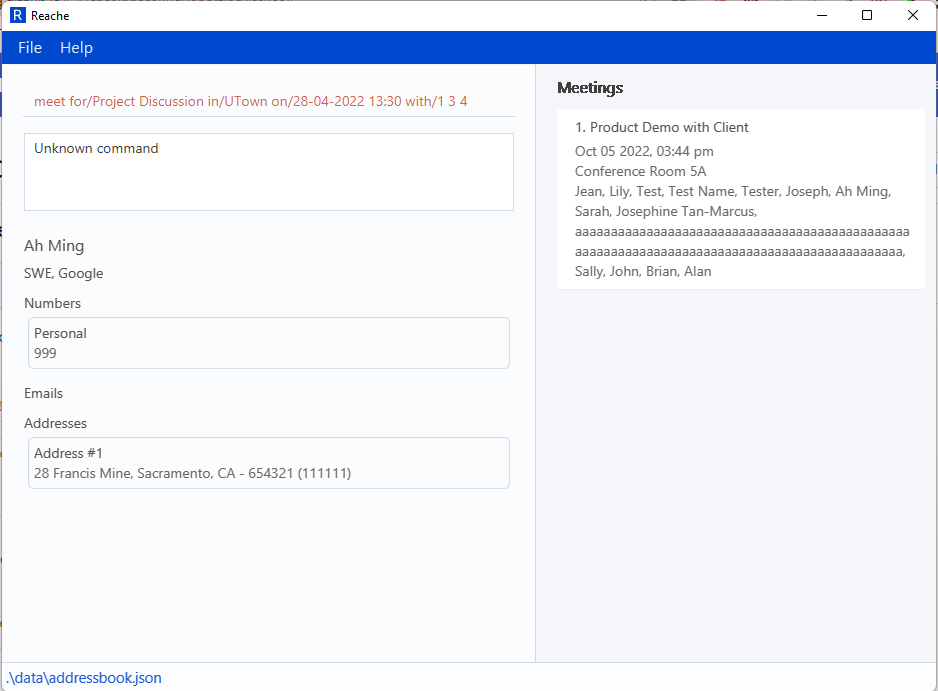 R Reache
File Help
meet for/Project Discussion in/UTown on/28-04-2022 13:30 with/1 3 4
Unknown command
Ah Ming
SWE, Google
Numbers
Personal
999
Emails
Addresses
Address #1
28 Francis Mine, Sacramento, CA - 654321 (111111)
Meetings
1. Product Demo with Client
Oct 05 2022, 03:44 pm
Conference Room 5A
Jean, Lily, Test, Test Name, Tester, Joseph, Ah Ming,
Sarah, Josephine Tan-Marcus,
aaaaaaaaaaaaaaaaaaaaaaaaaaaaaaaaaaaaaaaaaaaaaaa
aaaaaaaaaaaaaaaaaaaaaaaaaaaaaaaaaaaaaaaaaaaaaa,
Sally, John, Brian, Alan
.\data\addressbook.json